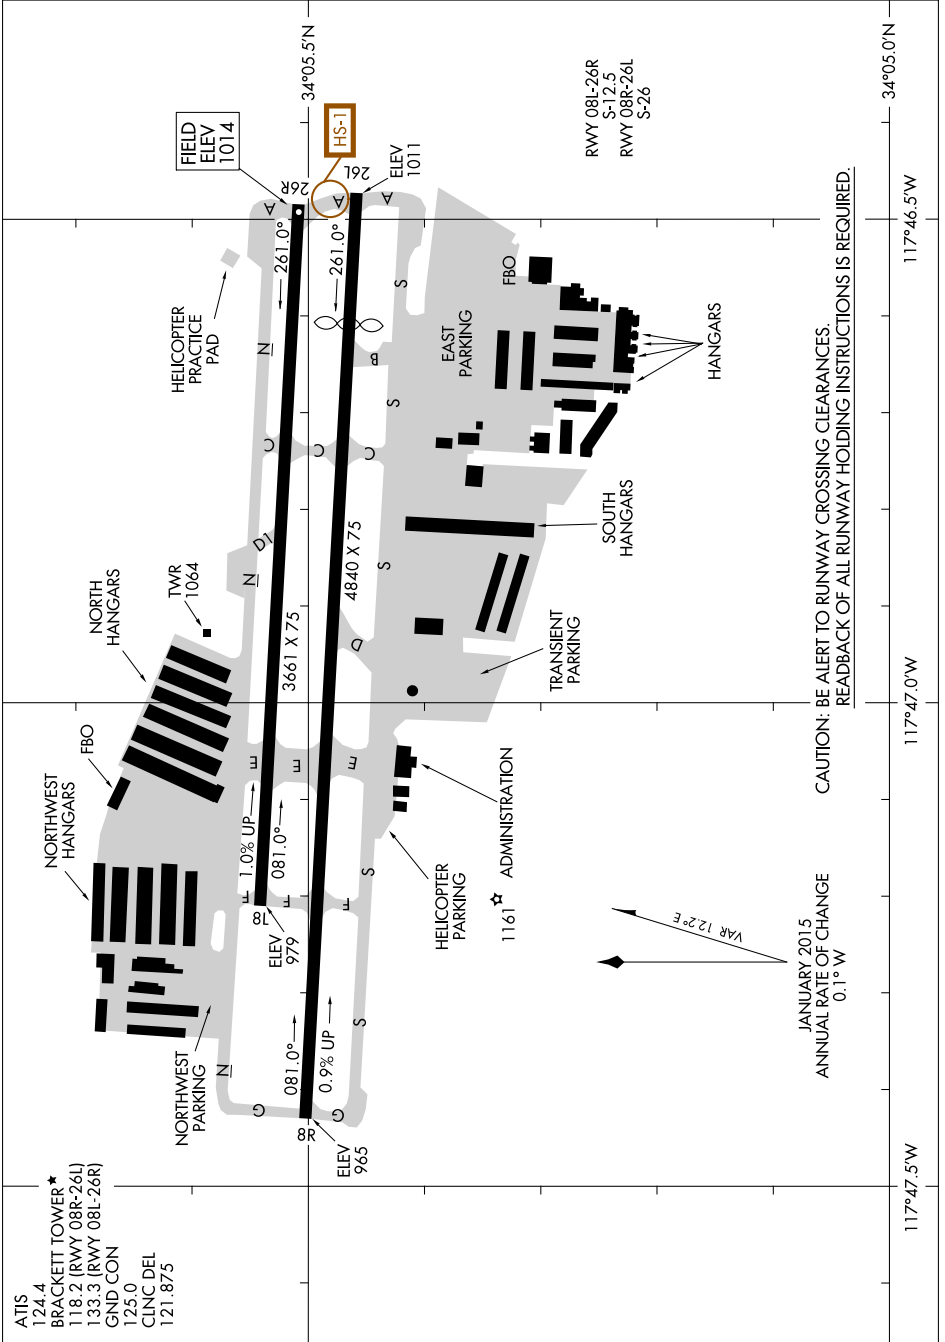 ATIS
124.4
BRACKETT TOWER★
118.2 (RWY 08R-26L)
133.3 (RWY 08L-26R)
GND CON
125.0
CLNC DEL
121.875
NORTHWEST
HANGARS
FBO
NORTH
HANGARS
TWR
1064
HELICOPTER
PRACTICE
PAD
FIELD
ELEV
1014
34°05.5'N
HS-1
NORTHWEST
PARKING
N
N
N
D1
G
G
F
F
F
E
E
E
D
C
C
C
B
A
A
A
S
S
S
S
S
26R
26L
8L
8R
1.0% UP
081.0°
3661 X 75
261.0°
081.0°
0.9% UP
4840 X 75
261.0°
ELEV
979
ELEV
965
ELEV
1011
RWY 08L-26R
S-12.5
RWY 08R-26L
S-26
34°05.0'N
HELICOPTER
PARKING
1161
ADMINISTRATION
TRANSIENT
PARKING
SOUTH
HANGARS
EAST
PARKING
FBO
HANGARS
VAR 12.2°E
JANUARY 2015
ANNUAL RATE OF CHANGE
0.1° W
CAUTION: BE ALERT TO RUNWAY CROSSING CLEARANCES.
READBACK OF ALL RUNWAY HOLDING INSTRUCTIONS IS REQUIRED.
117°47.5'W
117°47.0'W
117°46.5'W